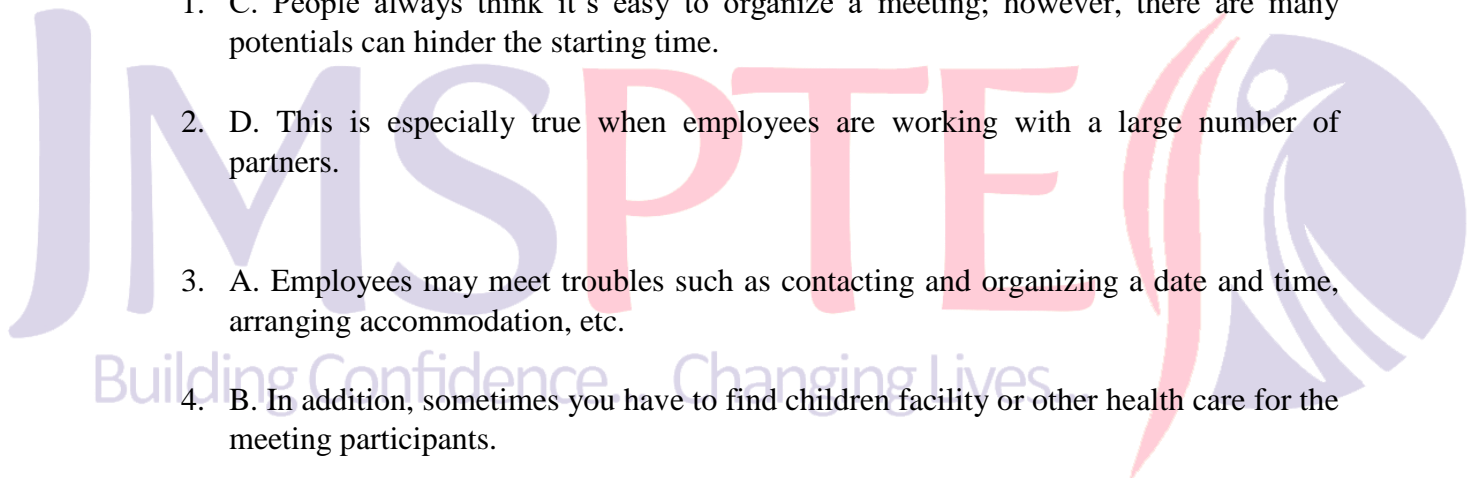 1. C. People always think it's easy to organize a meeting; however, there are many
potentials can hinder the starting time.
2. D. This is especially true when employees are working with a large number of
partners.
3. A. Employees may meet troubles such as contacting and organizing a date and time,
arranging accommodation, etc.
4. B. In addition, sometimes you have to find children facility or other health care for the
meeting participants.
JMSPTE
Building Confidence.. Changing Lives...